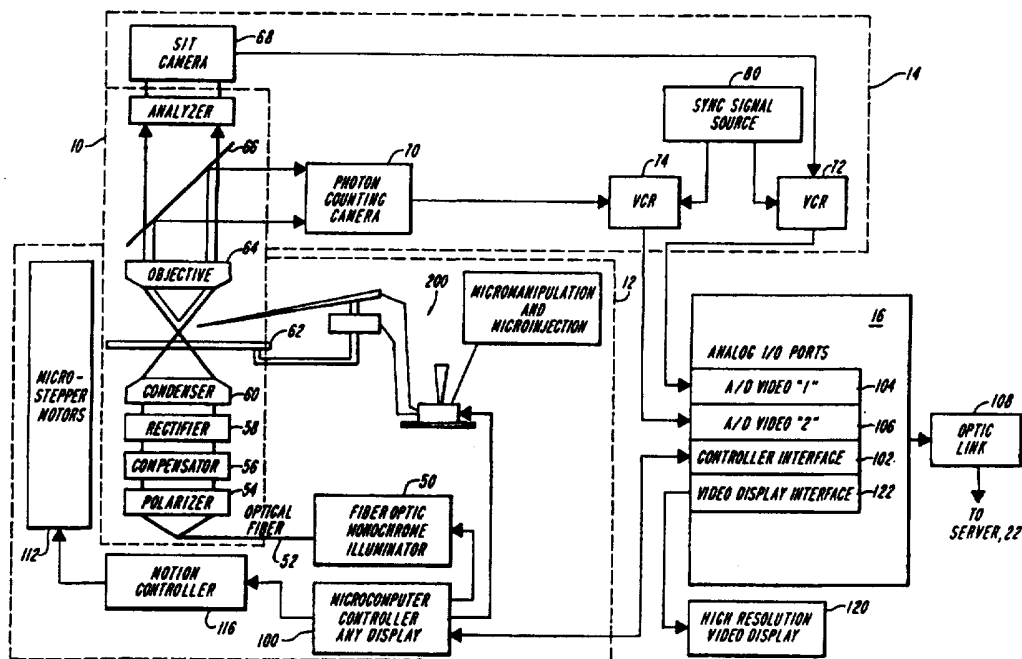 SIT
CAMERA
68
ANALYZER
10
66
70
PHOTON
COUNTING
CAMERA
80
SYNC SIGNAL
SOURCE
14
74
VCR
72
VCR
64
OBJECTIVE
200
MICROMANIPULATION
AND
MICROINJECTION
12
62
MICRO-
STEPPER
MOTORS
112
CONDENSER
60
RECTIFIER
58
COMPENSATOR
56
POLARIZER
54
OPTICAL
FIBER
52
50
FIBER OPTIC
MONOCHROME
ILLUMINATOR
MOTION
CONTROLLER
116
MICROCOMPUTER
CONTROLLER
ANY DISPLAY
100
16
ANALOG I/O PORTS
A/D VIDEO "1"
104
A/D VIDEO "2"
106
CONTROLLER INTERFACE
102
VIDEO DISPLAY INTERFACE
122
108
OPTIC
LINK
TO
SERVER, 22
HIGH RESOLUTION
VIDEO DISPLAY
120